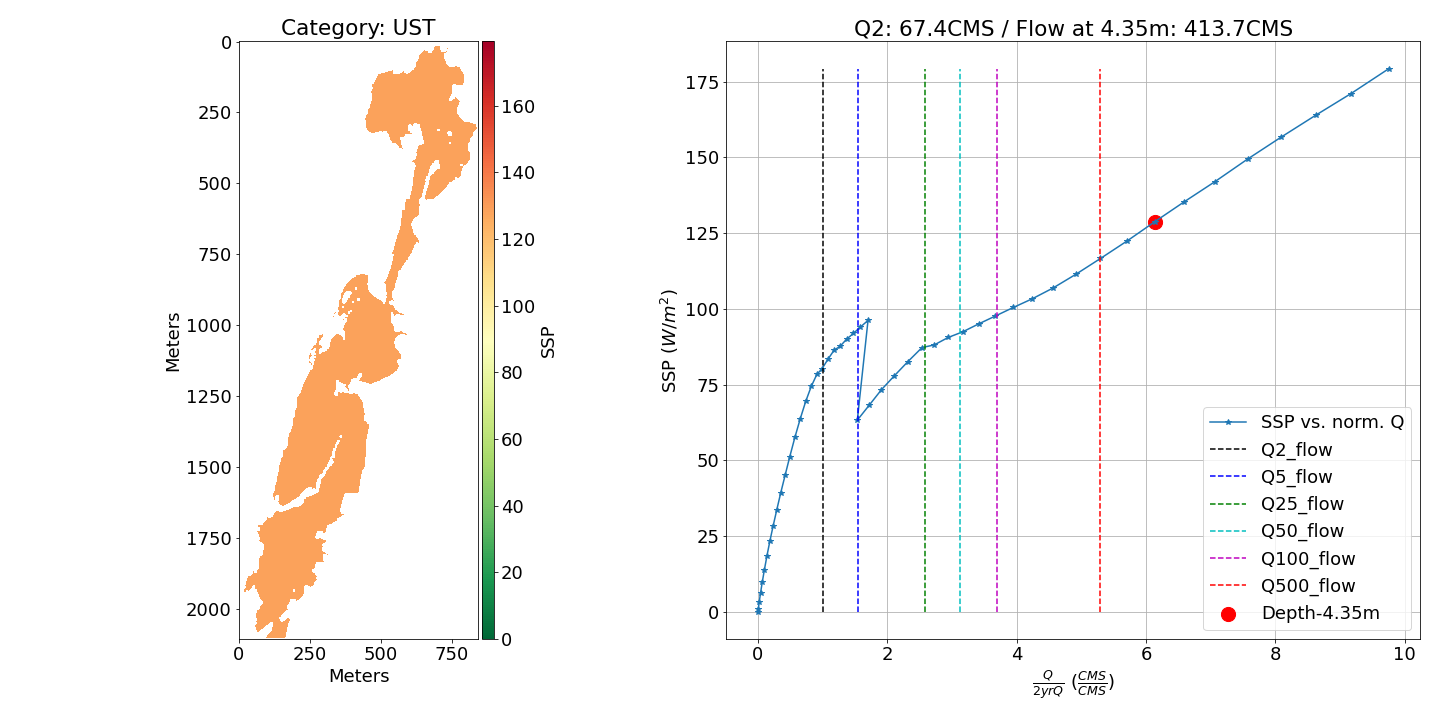 Category: UST
0
250
500
750
1000
1250
1500
1750
2000
Meters
0
250
500
750
Meters
0
20
40
60
80
100
120
140
160
SSP
Q2: 67.4CMS / Flow at 4.35m: 413.7CMS
0
25
50
75
100
125
150
175
SSP (W/m²)
0
2
4
6
8
10
Q/2yrQ (CMS/CMS)
SSP vs. norm. Q
Q2_flow
Q5_flow
Q25_flow
Q50_flow
Q100_flow
Q500_flow
Depth-4.35m